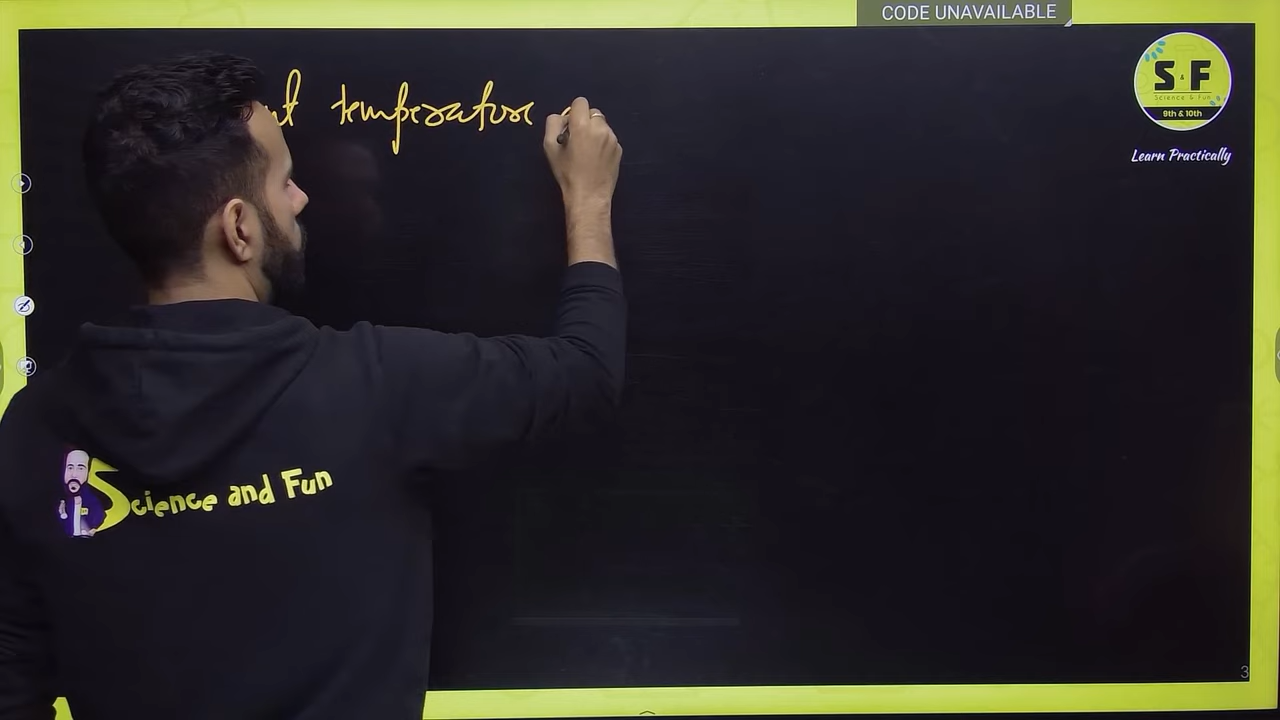 CODE UNAVAILABLE
S & F
Science & Fun
9th & 10th
Learn Practically
temperature
Science and Fun
3